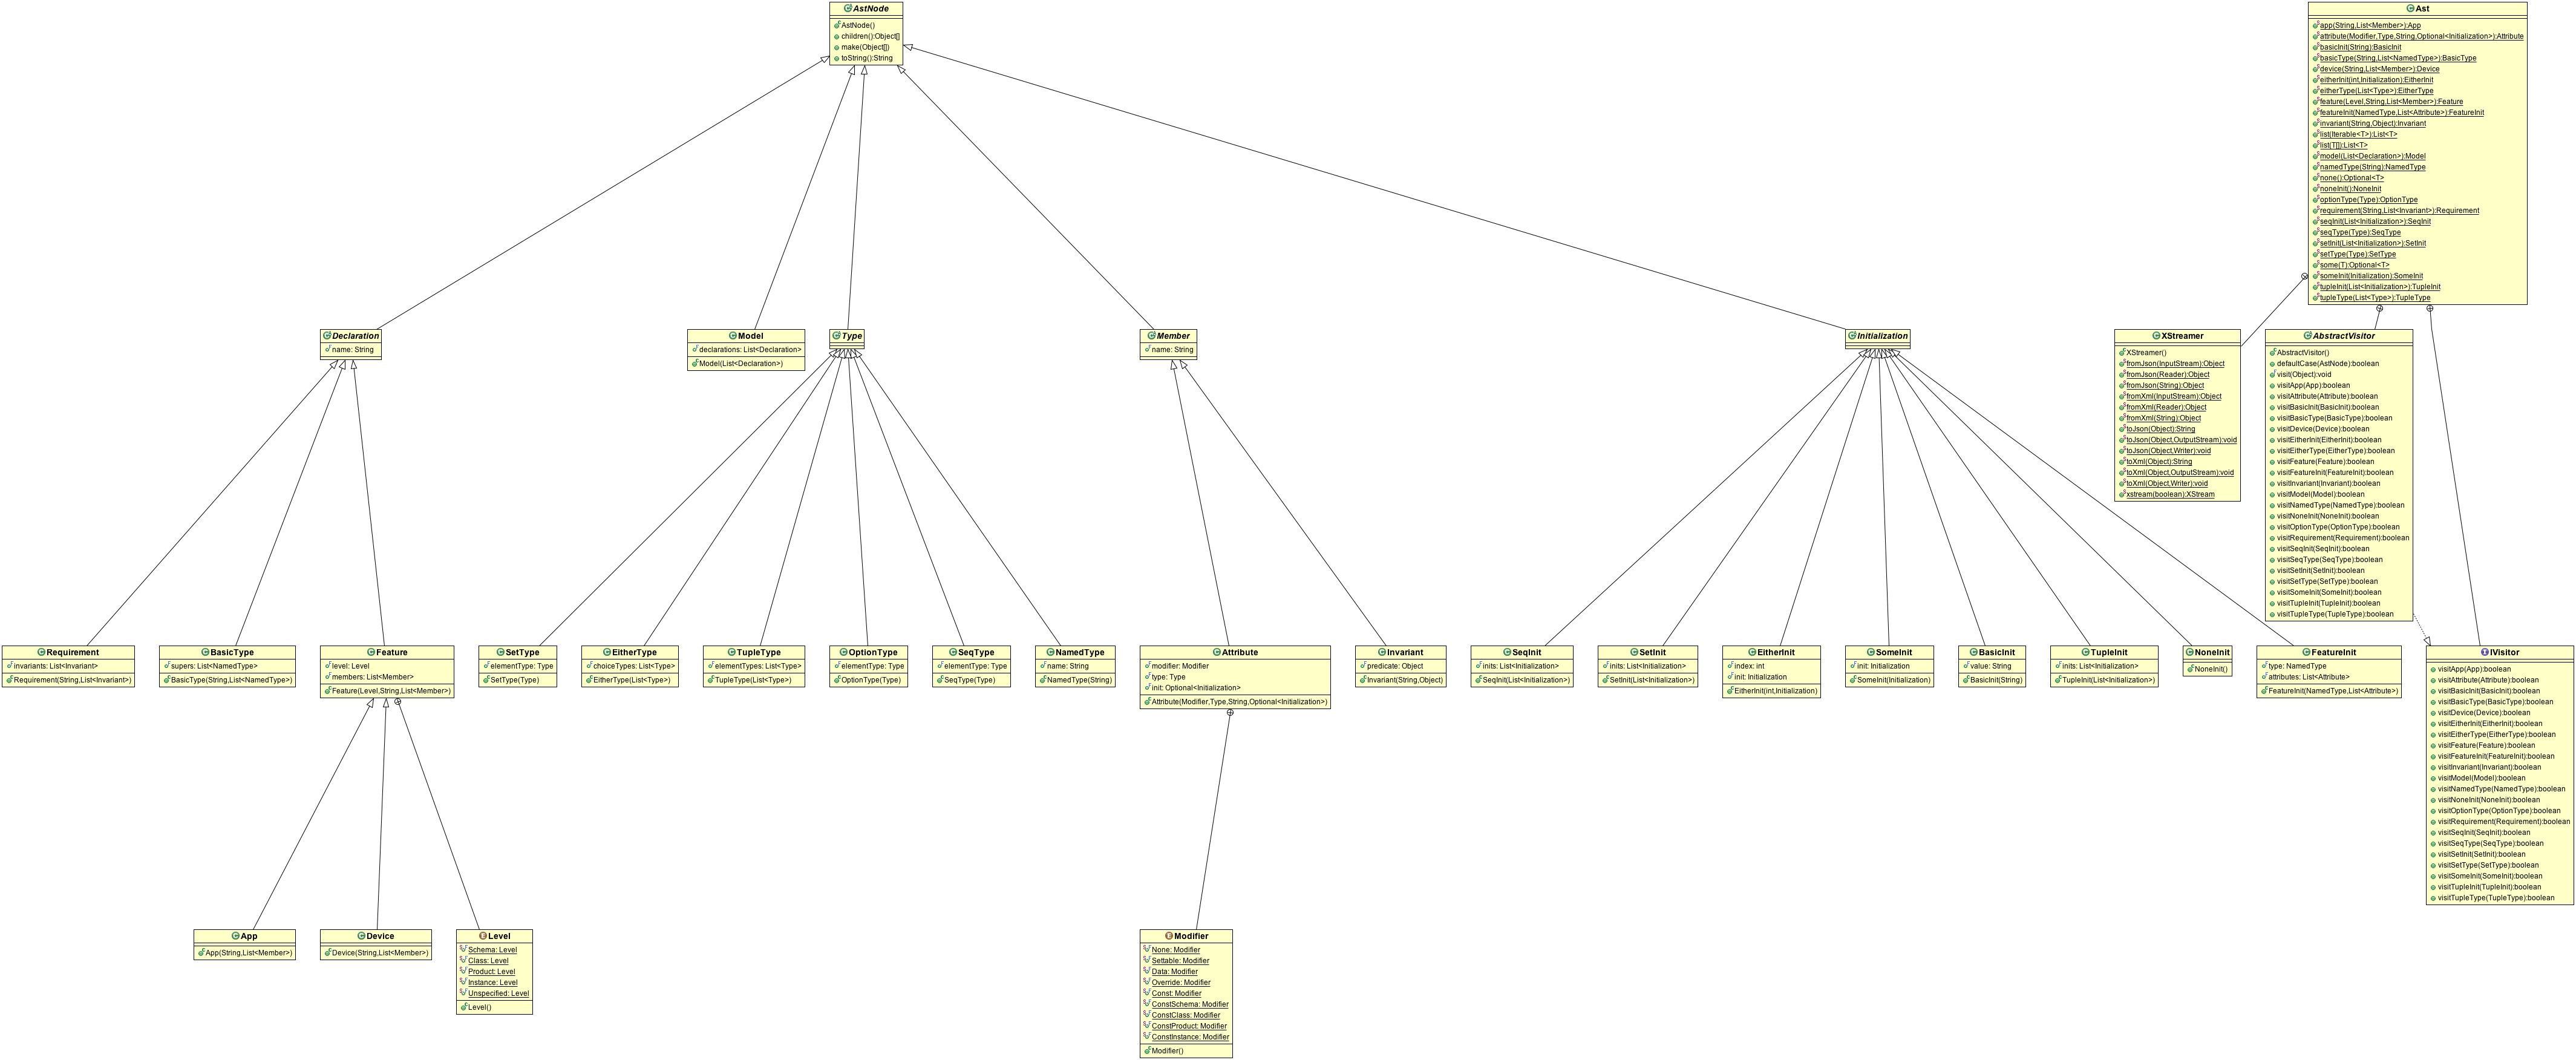 AstNode
AstNode()
children():Object[]
make(Object[])
toString():String
Ast
app(String,List<Member>):App
attribute(Modifier,Type,String,Optional<Initialization>):Attribute
basicInit(String):BasicInit
basicType(String,List<NamedType>):BasicType
device(String,List<Member>):Device
eitherInit(int,Initialization):EitherInit
eitherType(List<Type>):EitherType
feature(Level,String,List<Member>):Feature
featureInit(NamedType,List<Attribute>):FeatureInit
invariant(String,Object):Invariant
list(Iterable<T>):List<T>
list(T[]):List<T>
model(List<Declaration>):Model
namedType(String):NamedType
none():Optional<T>
noneInit():NoneInit
optionType(Type):OptionType
requirement(String,List<Invariant>):Requirement
seqInit(List<Initialization>):SeqInit
seqType(Type):SeqType
setInit(List<Initialization>):SetInit
setType(Type):SetType
some(T):Optional<T>
someInit(Initialization):SomeInit
tupleInit(List<Initialization>):TupleInit
tupleType(List<Type>):TupleType
Declaration
name: String
Model
declarations: List<Declaration>
Model(List<Declaration>)
Type
Member
name: String
Initialization
XStreamer
XStreamer()
fromJson(InputStream):Object
fromJson(Reader):Object
fromJson(String):Object
fromXml(InputStream):Object
fromXml(Reader):Object
fromXml(String):Object
toJson(Object):String
toJson(Object,OutputStream):void
toJson(Object,Writer):void
toXml(Object):String
toXml(Object,OutputStream):void
toXml(Object,Writer):void
xstream(boolean):XStream
AbstractVisitor
AbstractVisitor()
defaultCase(AstNode):boolean
visit(Object):void
visitApp(App):boolean
visitAttribute(Attribute):boolean
visitBasicInit(BasicInit):boolean
visitBasicType(BasicType):boolean
visitDevice(Device):boolean
visitEitherInit(EitherInit):boolean
visitEitherType(EitherType):boolean
visitFeature(Feature):boolean
visitFeatureInit(FeatureInit):boolean
visitInvariant(Invariant):boolean
visitModel(Model):boolean
visitNamedType(NamedType):boolean
visitNoneInit(NoneInit):boolean
visitOptionType(OptionType):boolean
visitRequirement(Requirement):boolean
visitSeqInit(SeqInit):boolean
visitSeqType(SeqType):boolean
visitSetInit(SetInit):boolean
visitSetType(SetType):boolean
visitSomeInit(SomeInit):boolean
visitTupleInit(TupleInit):boolean
visitTupleType(TupleType):boolean
Requirement
invariants: List<Invariant>
Requirement(String,List<Invariant>)
BasicType
supers: List<NamedType>
BasicType(String,List<NamedType>)
Feature
level: Level
members: List<Member>
Feature(Level,String,List<Member>)
SetType
elementType: Type
SetType(Type)
EitherType
choiceTypes: List<Type>
EitherType(List<Type>)
TupleType
elementTypes: List<Type>
TupleType(List<Type>)
OptionType
elementType: Type
OptionType(Type)
SeqType
elementType: Type
SeqType(Type)
NamedType
name: String
NamedType(String)
Attribute
modifier: Modifier
type: Type
init: Optional<Initialization>
Attribute(Modifier,Type,String,Optional<Initialization>)
Invariant
predicate: Object
Invariant(String,Object)
SeqInit
inits: List<Initialization>
SeqInit(List<Initialization>)
SetInit
inits: List<Initialization>
SetInit(List<Initialization>)
EitherInit
index: int
init: Initialization
EitherInit(int,Initialization)
SomeInit
init: Initialization
SomeInit(Initialization)
BasicInit
value: String
BasicInit(String)
TupleInit
inits: List<Initialization>
TupleInit(List<Initialization>)
NoneInit
NoneInit()
FeatureInit
type: NamedType
attributes: List<Attribute>
FeatureInit(NamedType,List<Attribute>)
IVisitor
visitApp(App):boolean
visitAttribute(Attribute):boolean
visitBasicInit(BasicInit):boolean
visitBasicType(BasicType):boolean
visitDevice(Device):boolean
visitEitherInit(EitherInit):boolean
visitEitherType(EitherType):boolean
visitFeature(Feature):boolean
visitFeatureInit(FeatureInit):boolean
visitInvariant(Invariant):boolean
visitModel(Model):boolean
visitNamedType(NamedType):boolean
visitNoneInit(NoneInit):boolean
visitOptionType(OptionType):boolean
visitRequirement(Requirement):boolean
visitSeqInit(SeqInit):boolean
visitSeqType(SeqType):boolean
visitSetInit(SetInit):boolean
visitSetType(SetType):boolean
visitSomeInit(SomeInit):boolean
visitTupleInit(TupleInit):boolean
visitTupleType(TupleType):boolean
App
App(String,List<Member>)
Device
Device(String,List<Member>)
Level
Schema: Level
Class: Level
Product: Level
Instance: Level
Unspecified: Level
Level()
Modifier
None: Modifier
Settable: Modifier
Data: Modifier
Override: Modifier
Const: Modifier
ConstSchema: Modifier
ConstClass: Modifier
ConstProduct: Modifier
ConstInstance: Modifier
Modifier()